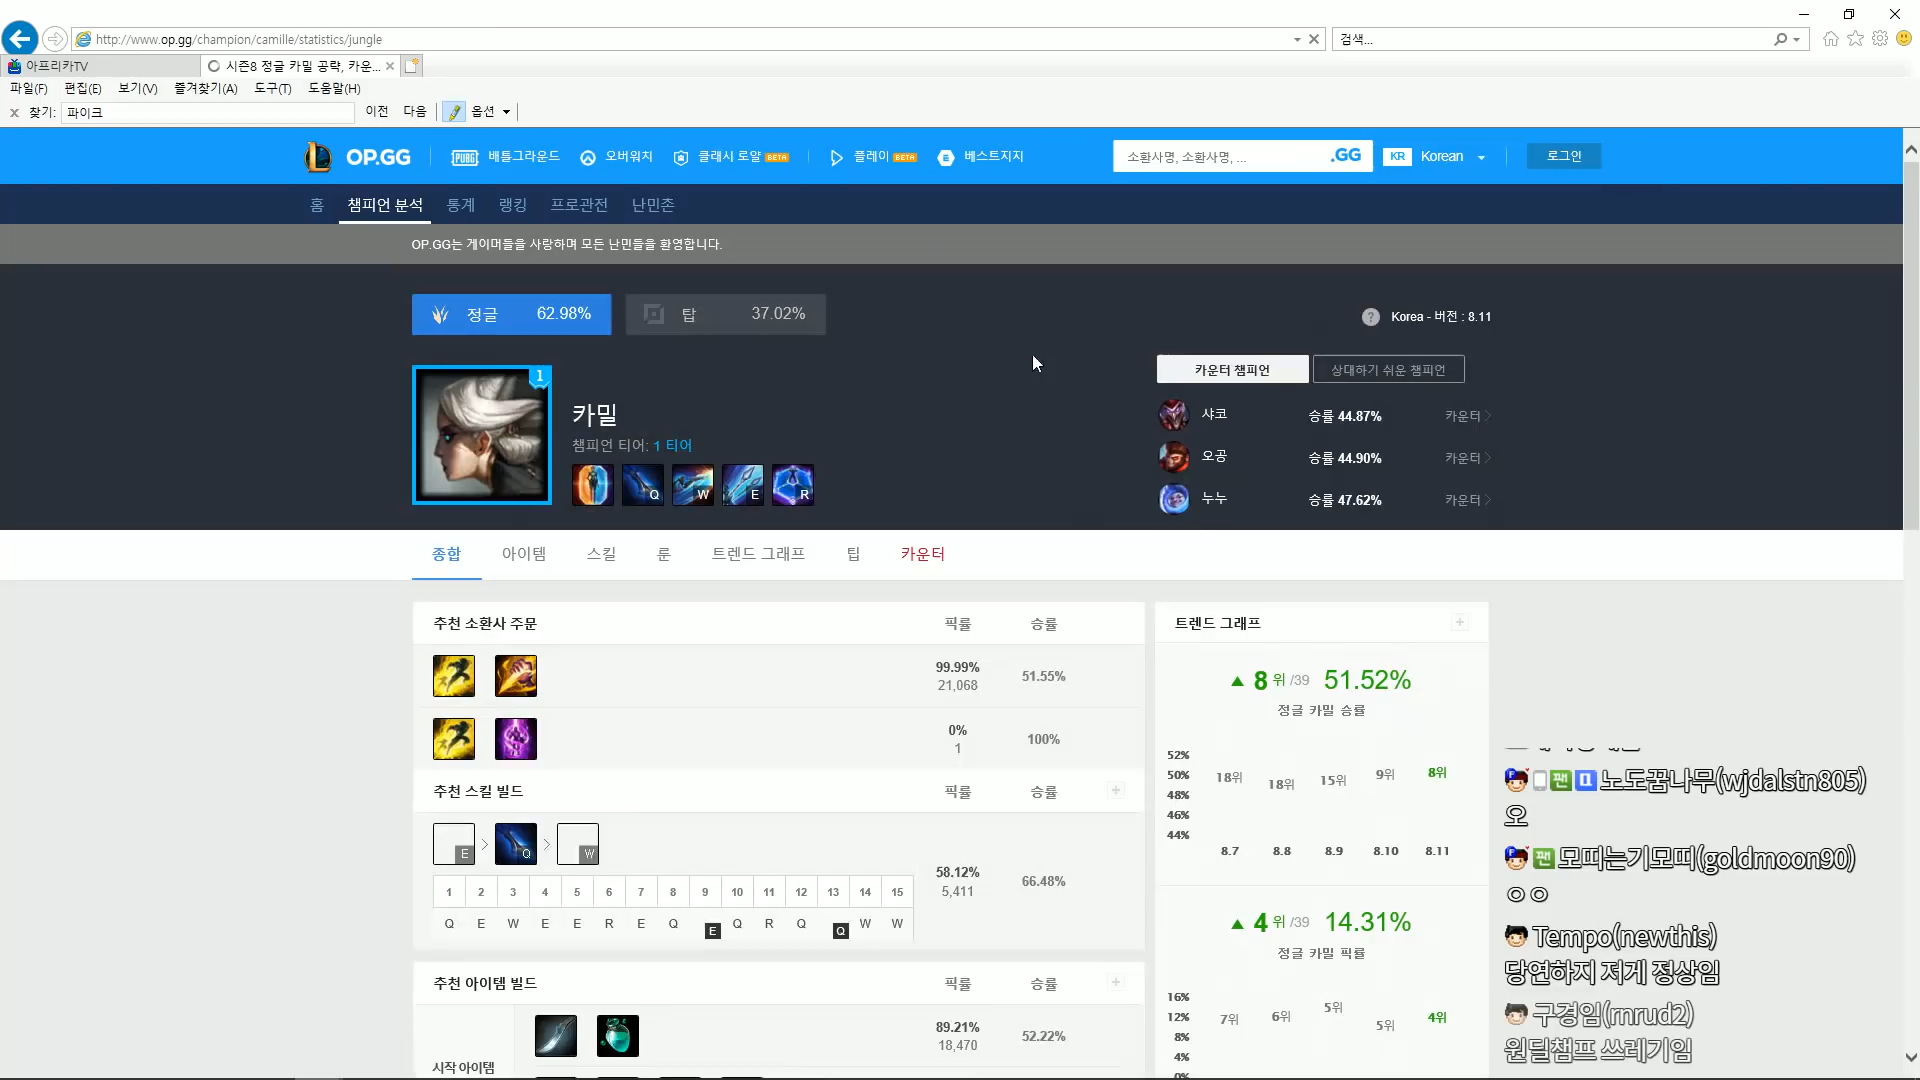 http://www.op.gg/champion/camille/statistics/jungle
검색...
아프리카TV
시즌8 정글 카밀 공략, 카운...
파일(F) 편집(E) 보기(V) 즐겨찾기(A) 도구(T) 도움말(H)
찾기: 파이크 이전 다음 옵션
OP.GG PUBG 배틀그라운드 오버워치 클래시 로얄 BETA 플레이 BETA 베스트지지 소환사명, 소환사명, ... .GG KR Korean 로그인
홈 챔피언 분석 통계 랭킹 프로관전 난민촌
OP.GG는 게이머들을 사랑하며 모든 난민들을 환영합니다.
정글 62.98% 탑 37.02%
Korea - 버전 : 8.11
카운터 챔피언 상대하기 쉬운 챔피언
1
카밀
챔피언 티어: 1 티어
Q W E R
샤코 승률 44.87% 카운터
오공 승률 44.90% 카운터
누누 승률 47.62% 카운터
종합 아이템 스킬 룬 트렌드 그래프 팁 카운터
추천 소환사 주문 픽률 승률
99.99%
21,068
51.55%
0%
1
100%
추천 스킬 빌드 픽률 승률
E Q W
1 2 3 4 5 6 7 8 9 10 11 12 13 14 15
Q E W E E R E Q E Q R Q Q W W
58.12%
5,411
66.48%
추천 아이템 빌드 픽률 승률
시작 아이템
89.21%
18,470
52.22%
트렌드 그래프
8 위 /39 51.52%
정글 카밀 승률
52%
50%
48%
46%
44%
18위 18위 15위 9위 8위
8.7 8.8 8.9 8.10 8.11
4 위 /39 14.31%
정글 카밀 픽률
16%
12%
8%
4%
0%
7위 6위 5위 5위 4위
팬 노도꿈나무(wjdalstn805)
오
팬 모띠는기모띠(goldmoon90)
ㅇㅇ
Tempo(newthis)
당연하지 저게 정상임
구경임(rnrud2)
원딜챔프 쓰레기임